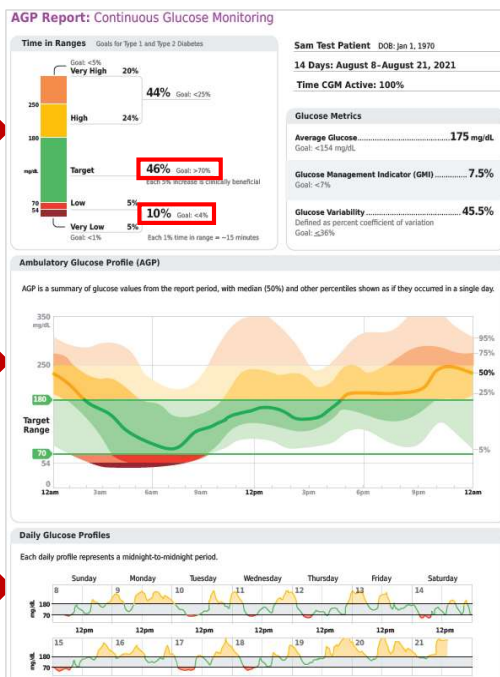 AGP Report: Continuous Glucose Monitoring
Time in Ranges Goals for Type 1 and Type 2 Diabetes
Goal: <5%
Very High 20%
44% Goal: <25%
250
High 24%
180
mg/dL
Target 46% Goal: >70%
Each 5% increase is clinically beneficial
70
54
Low 5%
10% Goal: <4%
Very Low 5%
Goal: <1%
Each 1% time in range = ~15 minutes
Sam Test Patient DOB: Jan 1, 1970
14 Days: August 8–August 21, 2021
Time CGM Active: 100%
Glucose Metrics
Average Glucose 175 mg/dL
Goal: <154 mg/dL
Glucose Management Indicator (GMI) 7.5%
Goal: <7%
Glucose Variability 45.5%
Defined as percent coefficient of variation
Goal: ≤36%
Ambulatory Glucose Profile (AGP)
AGP is a summary of glucose values from the report period, with median (50%) and other percentiles shown as if they occurred in a single day.
350
mg/dL
95%
75%
250
50%
25%
180
Target
Range
70
5%
54
0
12am 3am 6am 9am 12pm 3pm 6pm 9pm 12am
Daily Glucose Profiles
Each daily profile represents a midnight-to-midnight period.
Sunday Monday Tuesday Wednesday Thursday Friday Saturday
8 9 10 11 12 13 14
mg/dL
180
70
12pm 12pm 12pm 12pm 12pm 12pm 12pm
15 16 17 18 19 20 21
mg/dL
180
70